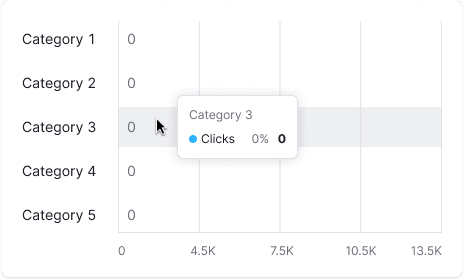 Category 1 0
Category 2 0
Category 3
Category 3 0
Clicks 0% 0
Category 4 0
Category 5 0
0 4.5K 7.5K 10.5K 13.5K